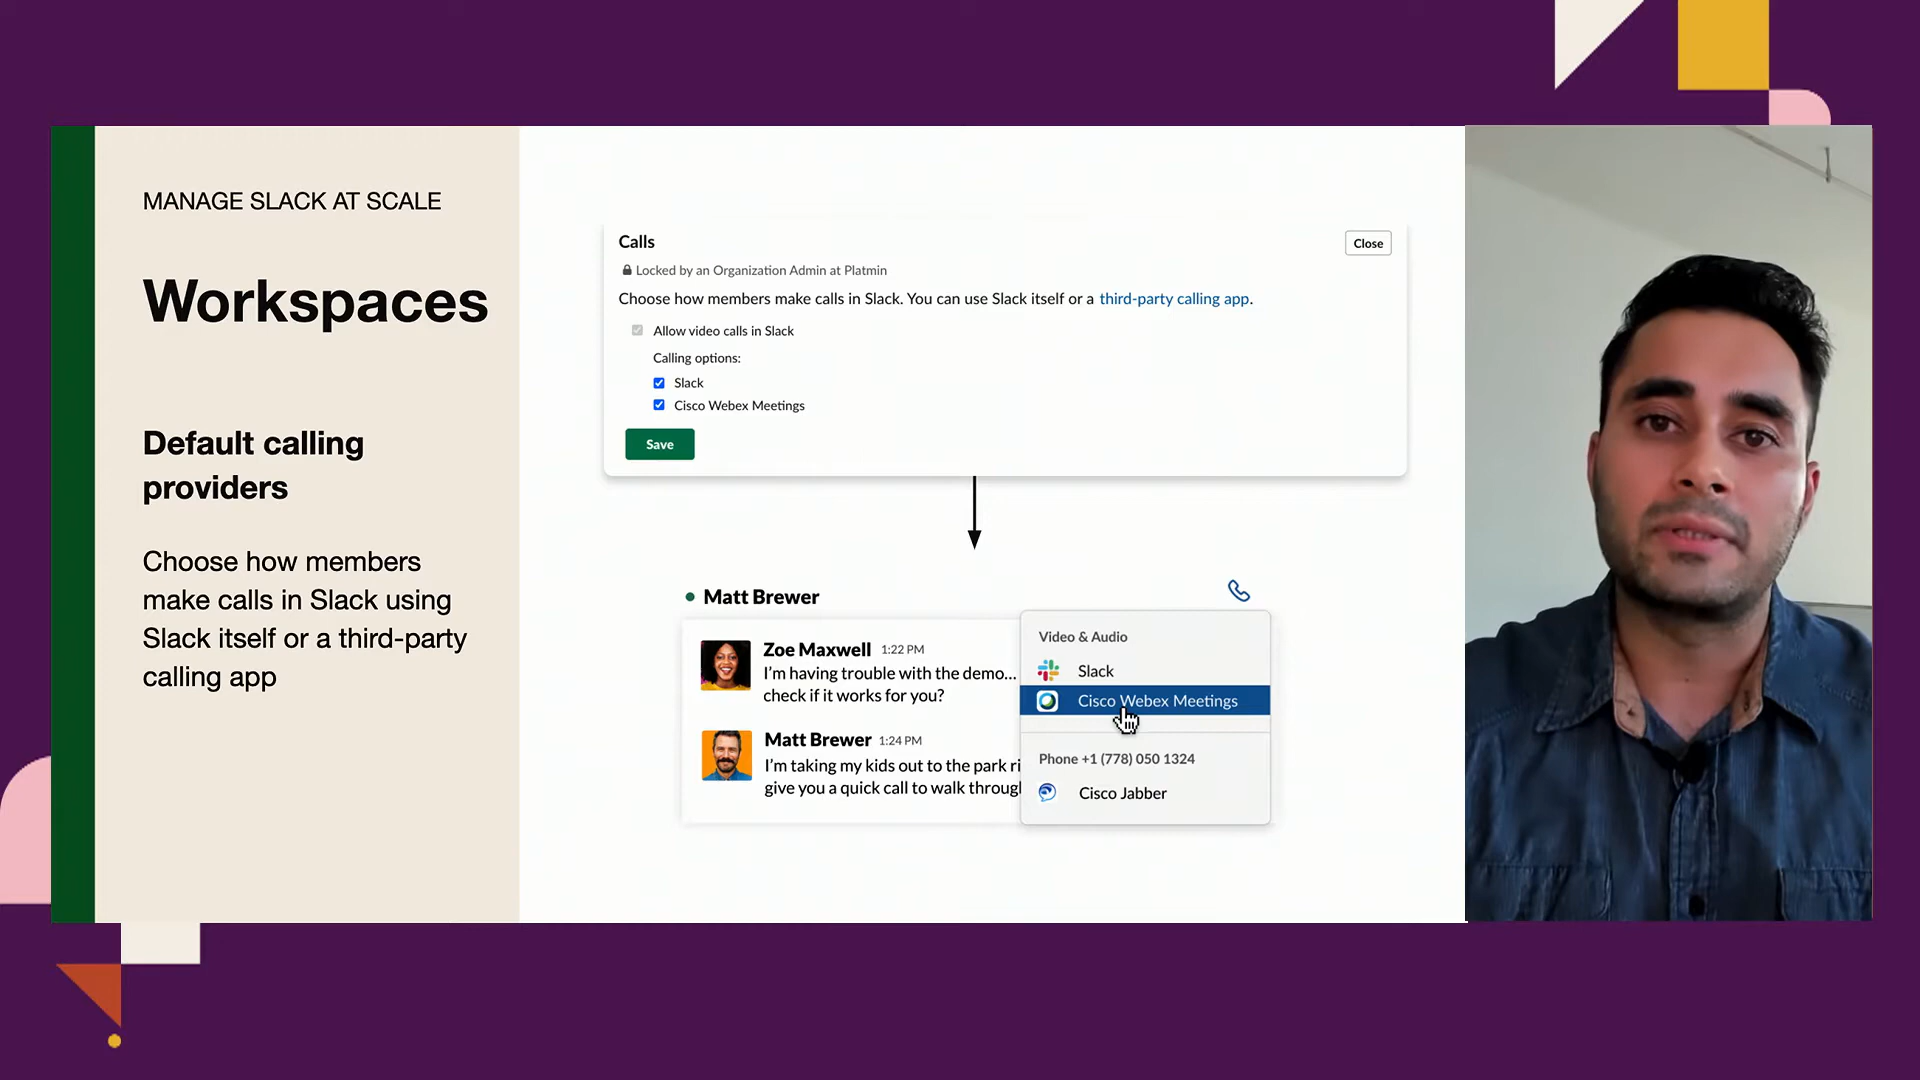 MANAGE SLACK AT SCALE
Workspaces
Default calling
providers
Choose how members
make calls in Slack using
Slack itself or a third-party
calling app
Calls
Close
Locked by an Organization Admin at Platmin
Choose how members make calls in Slack. You can use Slack itself or a third-party calling app.
Allow video calls in Slack
Calling options:
Slack
Cisco Webex Meetings
Save
Matt Brewer
Zoe Maxwell 1:22 PM
I'm having trouble with the demo...
check if it works for you?
Matt Brewer 1:24 PM
I'm taking my kids out to the park ri
give you a quick call to walk through
Video & Audio
Slack
Cisco Webex Meetings
Phone +1 (778) 050 1324
Cisco Jabber